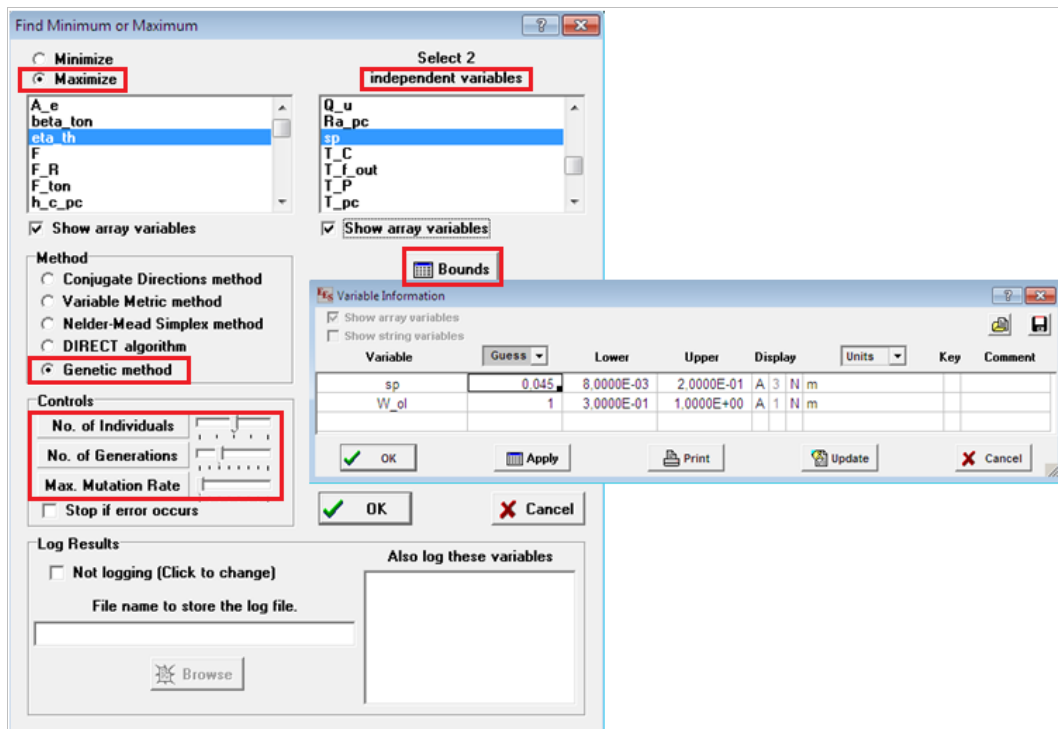 Find Minimum or Maximum
Minimize
Maximize
Select 2
independent variables
A_e
beta_ton
eta_th
F
F_R
F_ton
h_c_pc
Q_u
Ra_pc
sp
T_C
T_f_out
T_P
T_pc
Show array variables
Show array variables
Method
Conjugate Directions method
Variable Metric method
Nelder-Mead Simplex method
DIRECT algorithm
Genetic method
Bounds
Variable Information
Show array variables
Show string variables
Variable Guess Lower Upper Display Units Key Comment
sp 0.045 8,0000E-03 2,0000E-01 A 3 N m
W_ol 1 3,0000E-01 1,0000E+00 A 1 N m
OK Apply Print Update Cancel
Controls
No. of Individuals
No. of Generations
Max. Mutation Rate
Stop if error occurs
OK Cancel
Log Results
Not logging (Click to change)
Also log these variables
File name to store the log file.
Browse